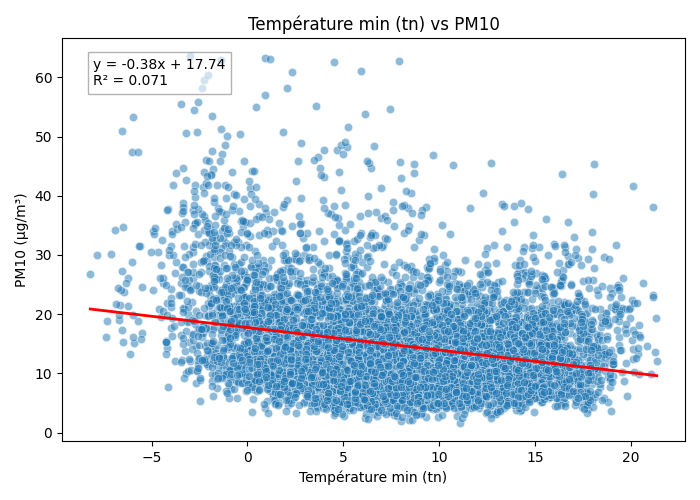 Température min (tn) vs PM10
y = -0.38x + 17.74
R² = 0.071
PM10 (µg/m³)
60
50
40
30
20
10
0
−5
0
5
10
15
20
Température min (tn)